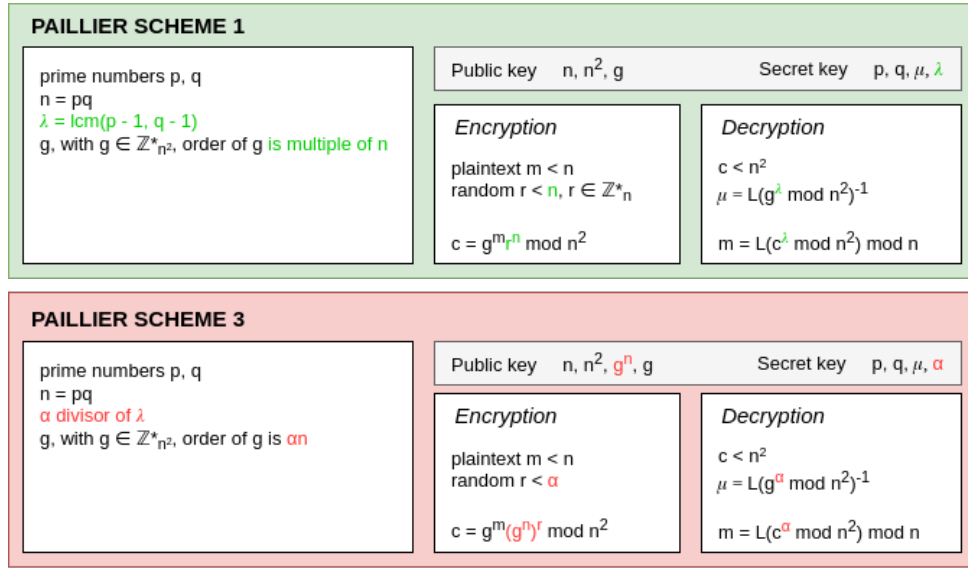 PAILLIER SCHEME 1
prime numbers p, q
n = pq
λ = lcm(p - 1, q - 1)
g, with g ∈ ℤ*ₙ², order of g is multiple of n
Public key n, n², g
Secret key p, q, μ, λ
Encryption
plaintext m < n
random r < n, r ∈ ℤ*ₙ
c = gᵐrⁿ mod n²
Decryption
c < n²
μ = L(g^λ mod n²)⁻¹
m = L(c^λ mod n²) mod n
PAILLIER SCHEME 3
prime numbers p, q
n = pq
α divisor of λ
g, with g ∈ ℤ*ₙ², order of g is αn
Public key n, n², gⁿ, g
Secret key p, q, μ, α
Encryption
plaintext m < n
random r < α
c = gᵐ(gⁿ)ʳ mod n²
Decryption
c < n²
μ = L(g^α mod n²)⁻¹
m = L(c^α mod n²) mod n